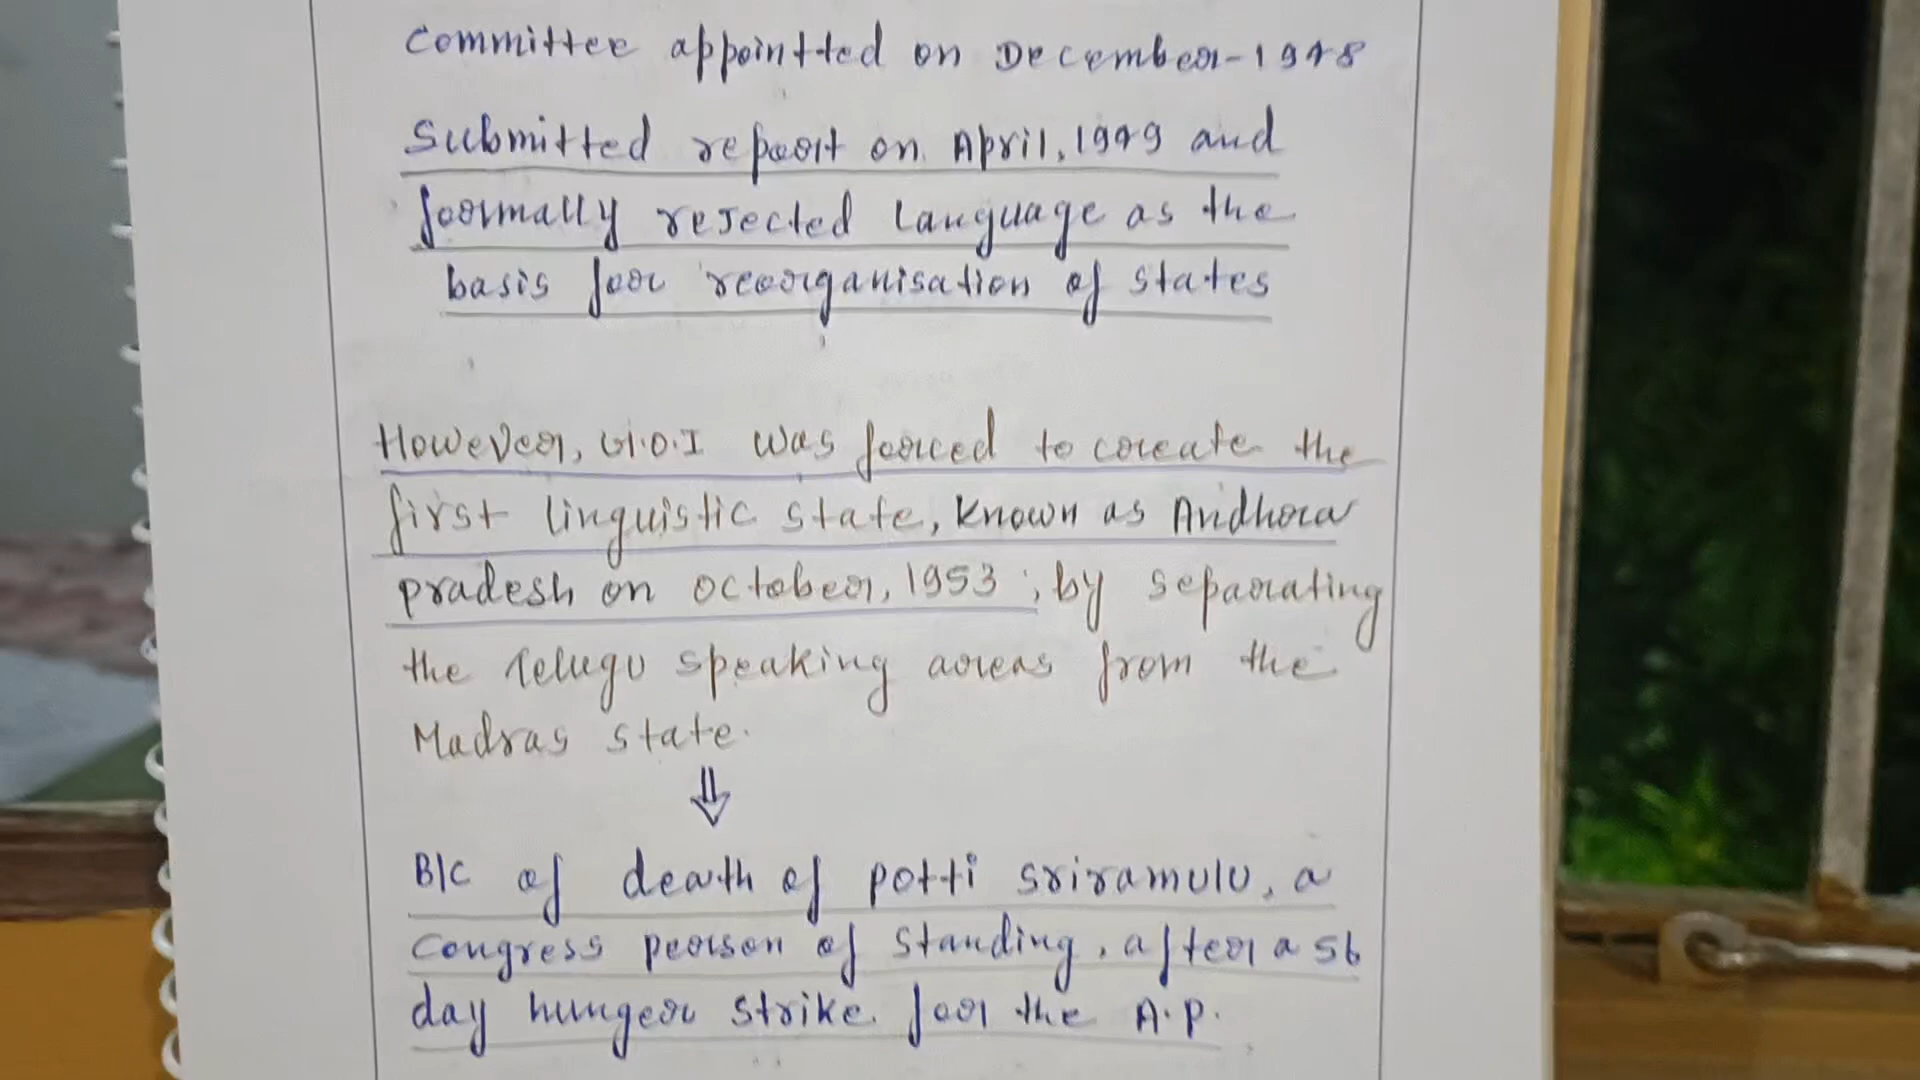 Committee appointted on December-1948
Submitted report on April, 1949 and
formally rejected language as the
basis for reorganisation of states
However, G.O.I was forced to create the
first linguistic state, known as Andhra
pradesh on October, 1953 ; by separating
the Telugu speaking areas from the
Madras state.
⇓
B/C of death of potti sriramulu, a
congress person of standing, after a 56
day hunger strike for the A.P.